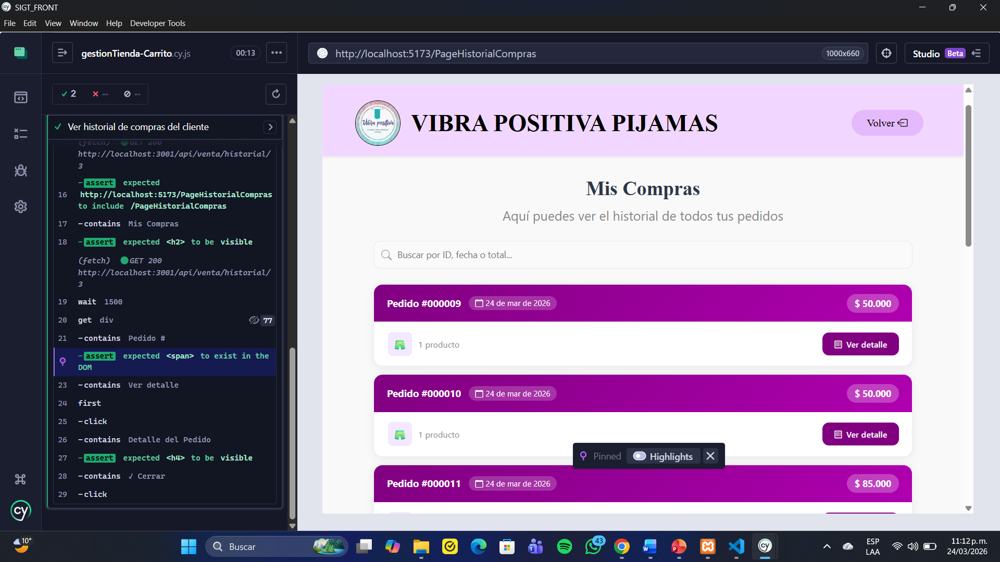 SIGT_FRONT
File Edit View Window Help Developer Tools
gestionTienda-Carrito.cy.js
00:13
http://localhost:5173/PageHistorialCompras
1000x660
Studio Beta
2 -- --
Ver historial de compras del cliente
(fetch) GET 200
http://localhost:3001/api/venta/historial/
3
16 -assert expected
http://localhost:5173/PageHistorialCompras
to include /PageHistorialCompras
17 -contains Mis Compras
18 -assert expected <h2> to be visible
(fetch) GET 200
http://localhost:3001/api/venta/historial/
3
19 wait 1500
20 get div 77
21 -contains Pedido #
-assert expected <span> to exist in the
DOM
23 -contains Ver detalle
24 first
25 -click
26 -contains Detalle del Pedido
27 -assert expected <h4> to be visible
28 -contains ✓ Cerrar
29 -click
cy
Vibra positiva
VIBRA POSITIVA PIJAMAS
Volver
Mis Compras
Aquí puedes ver el historial de todos tus pedidos
Buscar por ID, fecha o total...
Pedido #000009 24 de mar de 2026 $ 50.000
1 producto Ver detalle
Pedido #000010 24 de mar de 2026 $ 50.000
1 producto Ver detalle
Pinned Highlights
Pedido #000011 24 de mar de 2026 $ 85.000
10°
Buscar
43
ESP
LAA
11:12 p. m.
24/03/2026